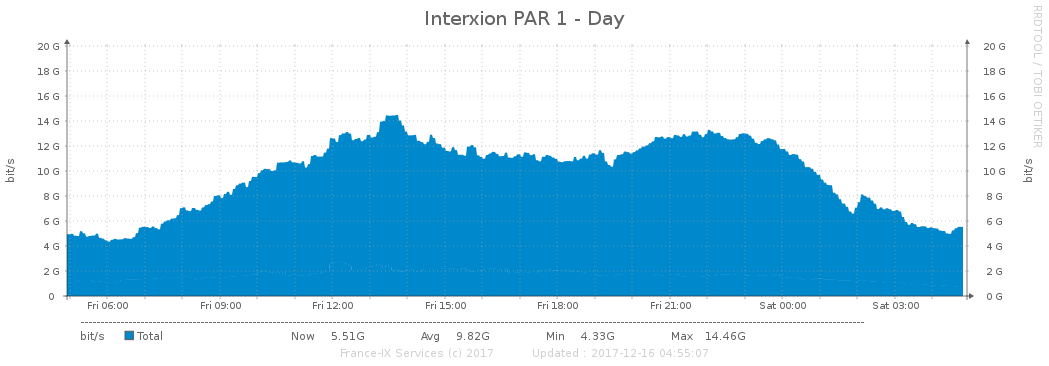 Interxion PAR 1 - Day
RRDTOOL / TOBI OETIKER
20 G 20 G
18 G 18 G
16 G 16 G
14 G 14 G
12 G 12 G
10 G 10 G
8 G 8 G
6 G 6 G
4 G 4 G
2 G 2 G
0 0 G
bit/s bit/s
Fri 06:00 Fri 09:00 Fri 12:00 Fri 15:00 Fri 18:00 Fri 21:00 Sat 00:00 Sat 03:00
bit/s Total Now 5.51G Avg 9.82G Min 4.33G Max 14.46G
France-IX Services (c) 2017 Updated : 2017-12-16 04:55:07